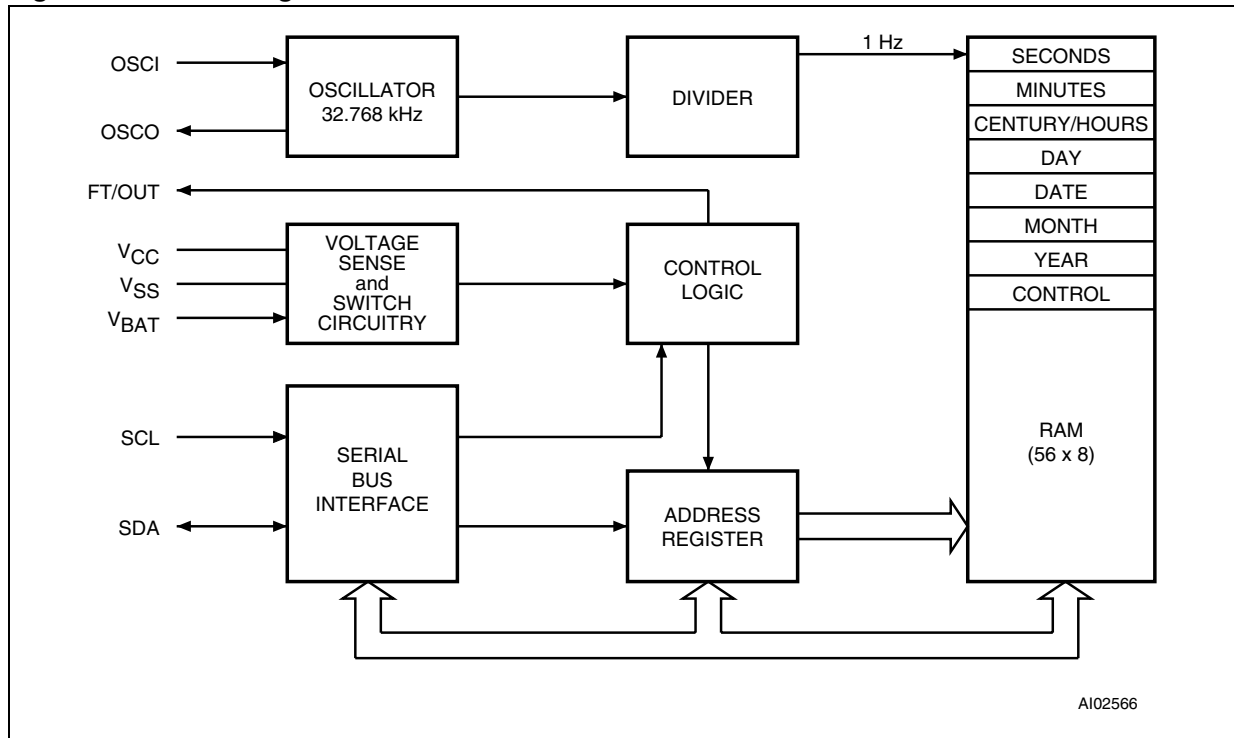 OSCI
OSCO
FT/OUT
VCC
VSS
VBAT
SCL
SDA
OSCILLATOR
32.768 kHz
VOLTAGE
SENSE
and
SWITCH
CIRCUITRY
SERIAL
BUS
INTERFACE
DIVIDER
CONTROL
LOGIC
ADDRESS
REGISTER
1 Hz
SECONDS
MINUTES
CENTURY/HOURS
DAY
DATE
MONTH
YEAR
CONTROL
RAM
(56 x 8)
AI02566